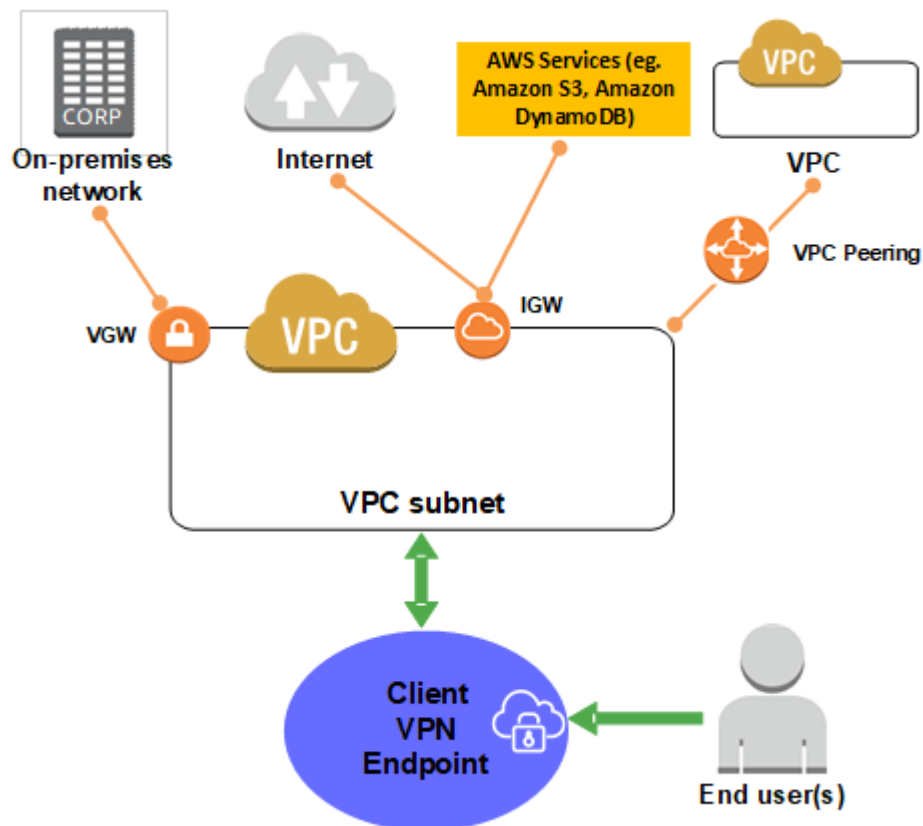 CORP
On-premises
network
Internet
AWS Services (eg.
Amazon S3, Amazon
DynamoDB)
VPC
VPC
VPC Peering
VGW
VPC
IGW
VPC subnet
Client
VPN
Endpoint
End user(s)